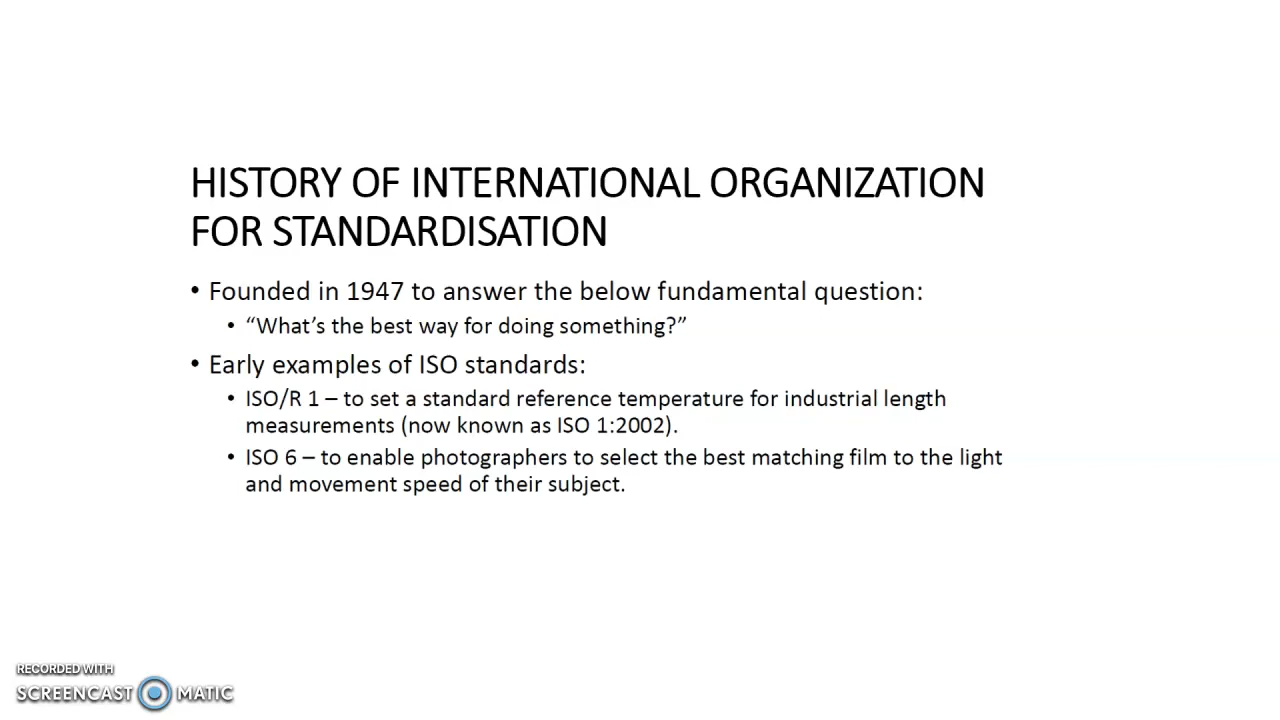 HISTORY OF INTERNATIONAL ORGANIZATION
FOR STANDARDISATION
• Founded in 1947 to answer the below fundamental question:
• “What’s the best way for doing something?”
• Early examples of ISO standards:
• ISO/R 1 – to set a standard reference temperature for industrial length
measurements (now known as ISO 1:2002).
• ISO 6 – to enable photographers to select the best matching film to the light
and movement speed of their subject.
RECORDED WITH
SCREENCAST MATIC